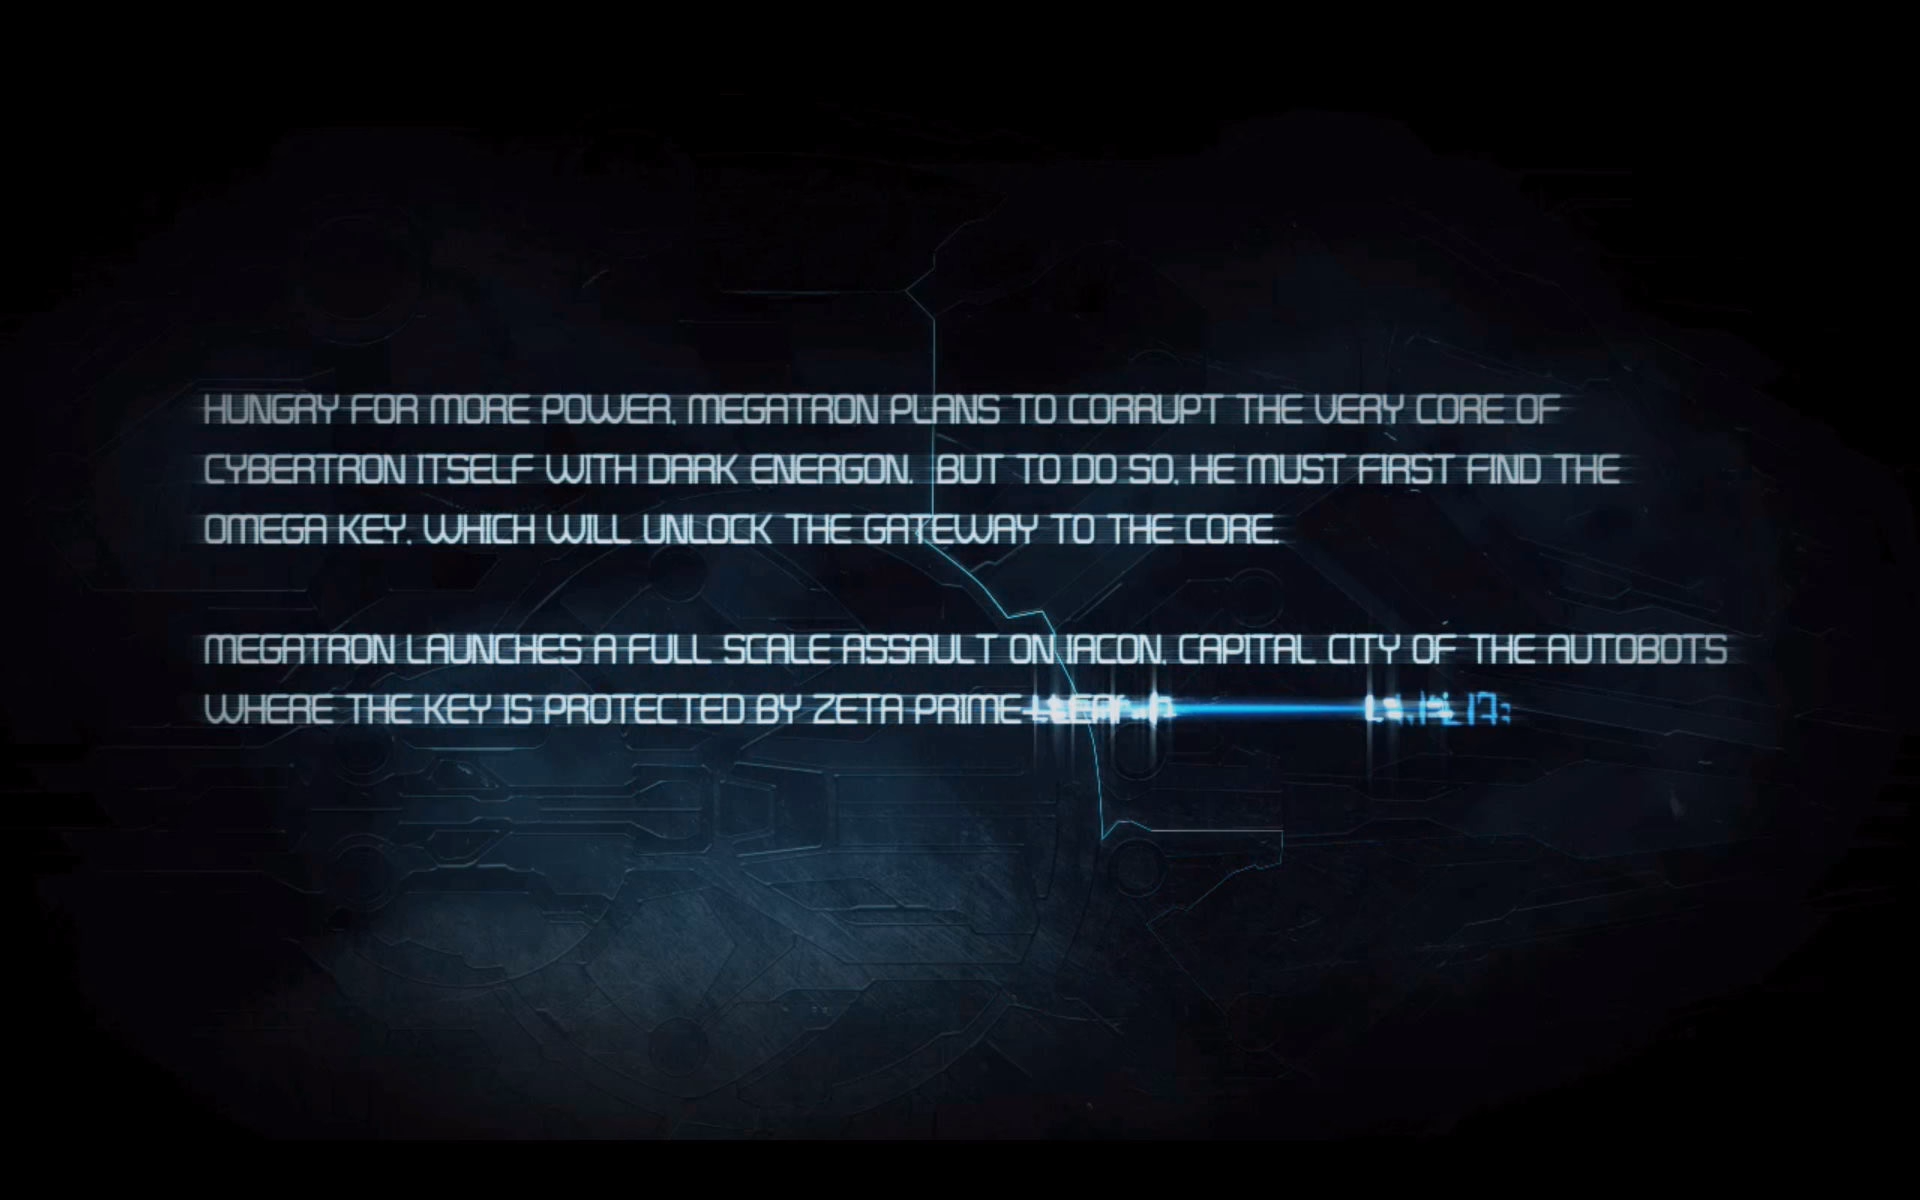 HUNGRY FOR MORE POWER, MEGATRON PLANS TO CORRUPT THE VERY CORE OF
CYBERTRON ITSELF WITH DARK ENERGON. BUT TO DO SO, HE MUST FIRST FIND THE
OMEGA KEY, WHICH WILL UNLOCK THE GATEWAY TO THE CORE.
MEGATRON LAUNCHES A FULL SCALE ASSAULT ON IACON, CAPITAL CITY OF THE AUTOBOTS
WHERE THE KEY IS PROTECTED BY ZETA PRIME